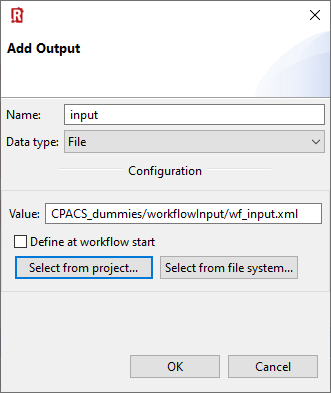 R
Add Output
Name: input
Data type: File
Configuration
Value: CPACS_dummies/workflowInput/wf_input.xml
Define at workflow start
Select from project... Select from file system...
OK Cancel